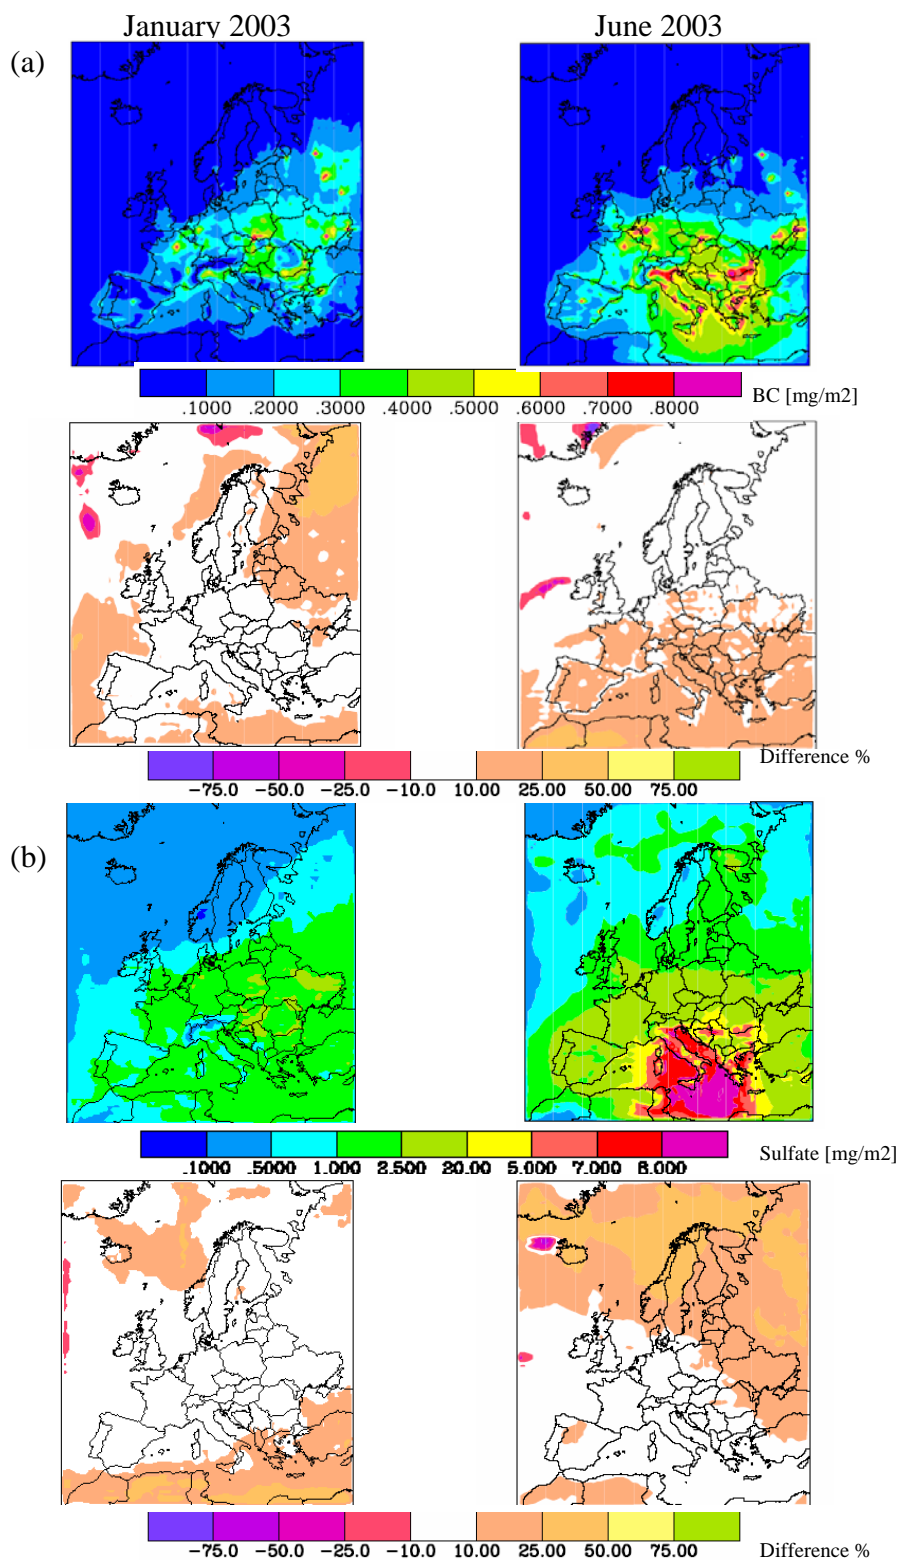 January 2003 June 2003
(a)
.1000 .2000 .3000 .4000 .5000 .6000 .7000 .8000 BC [mg/m2]
-75.0 -50.0 -25.0 -10.0 10.00 25.00 50.00 75.00 Difference %
(b)
.1000 .5000 1.000 2.500 20.00 5.000 7.000 8.000 Sulfate [mg/m2]
-75.0 -50.0 -25.0 -10.0 10.00 25.00 50.00 75.00 Difference %